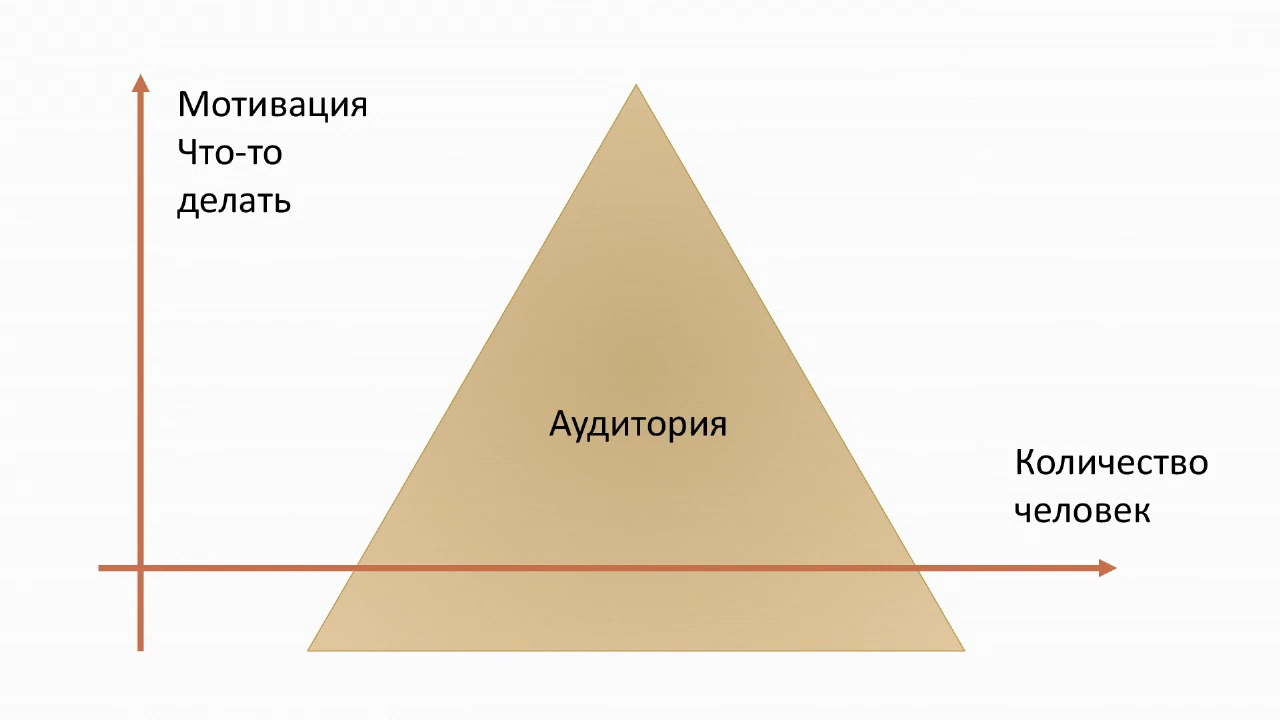 Мотивация
Что-то
делать
Аудитория
Количество
человек